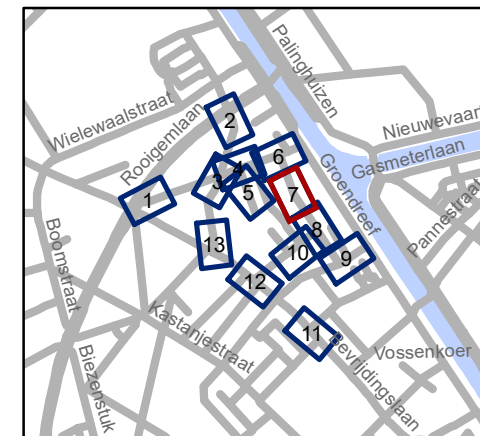 Palinghuizen
Nieuwevaart
Wielewaalstraat
Rooigemlaan
Gasmeterlaan
Groendreef
Pannestraat
2
6
4
3
5
7
1
8
13
10
9
12
11
Boomstraat
Kastanjestraat
Biezenstuk
Bevrijdingslaan
Vossenkoer